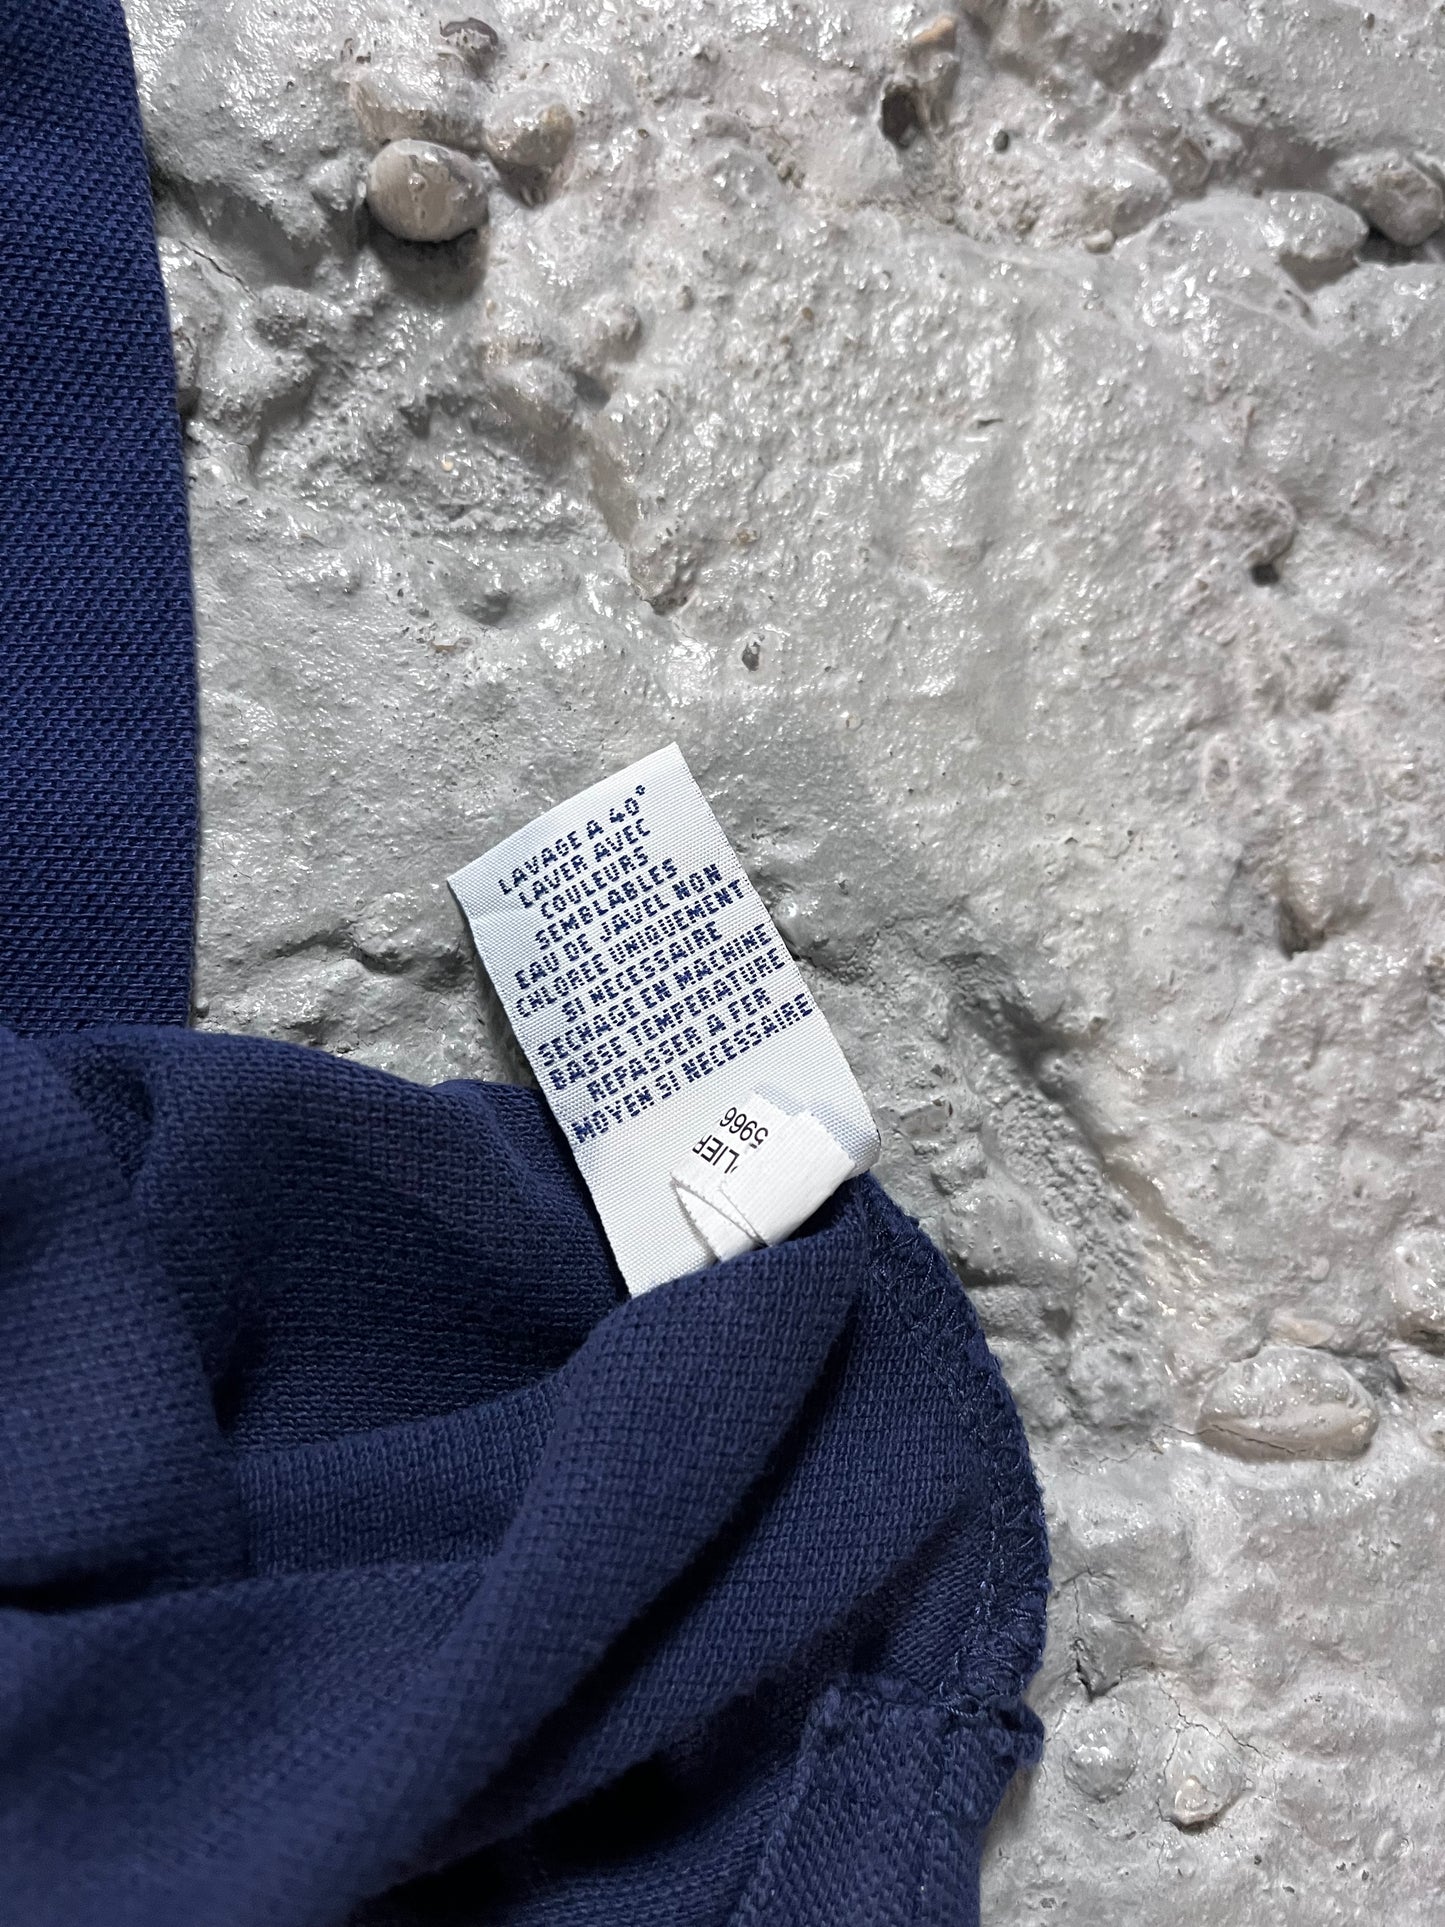 LAVAGE A 40°
LAVER AVEC
COULEURS
SEMBLABLES
EAU DE JAVEL NON
CHLOREE UNIQUEMENT
SI NECESSAIRE
SECHAGE EN MACHINE
BASSE TEMPERATURE
REPASSER A FER
MOYEN SI NECESSAIRE
5966